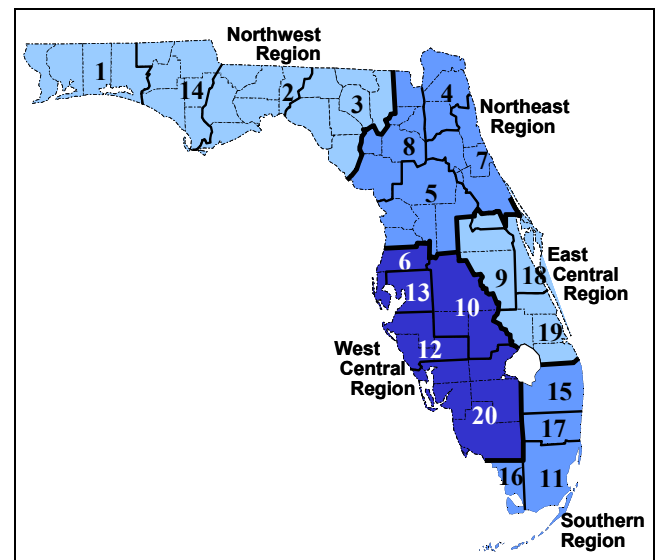 Northwest
Region
1
14
2
3
4
Northeast
Region
8
7
5
6
East
Central
Region
9
18
13
10
19
West
Central
Region
12
15
20
17
16
11
Southern
Region